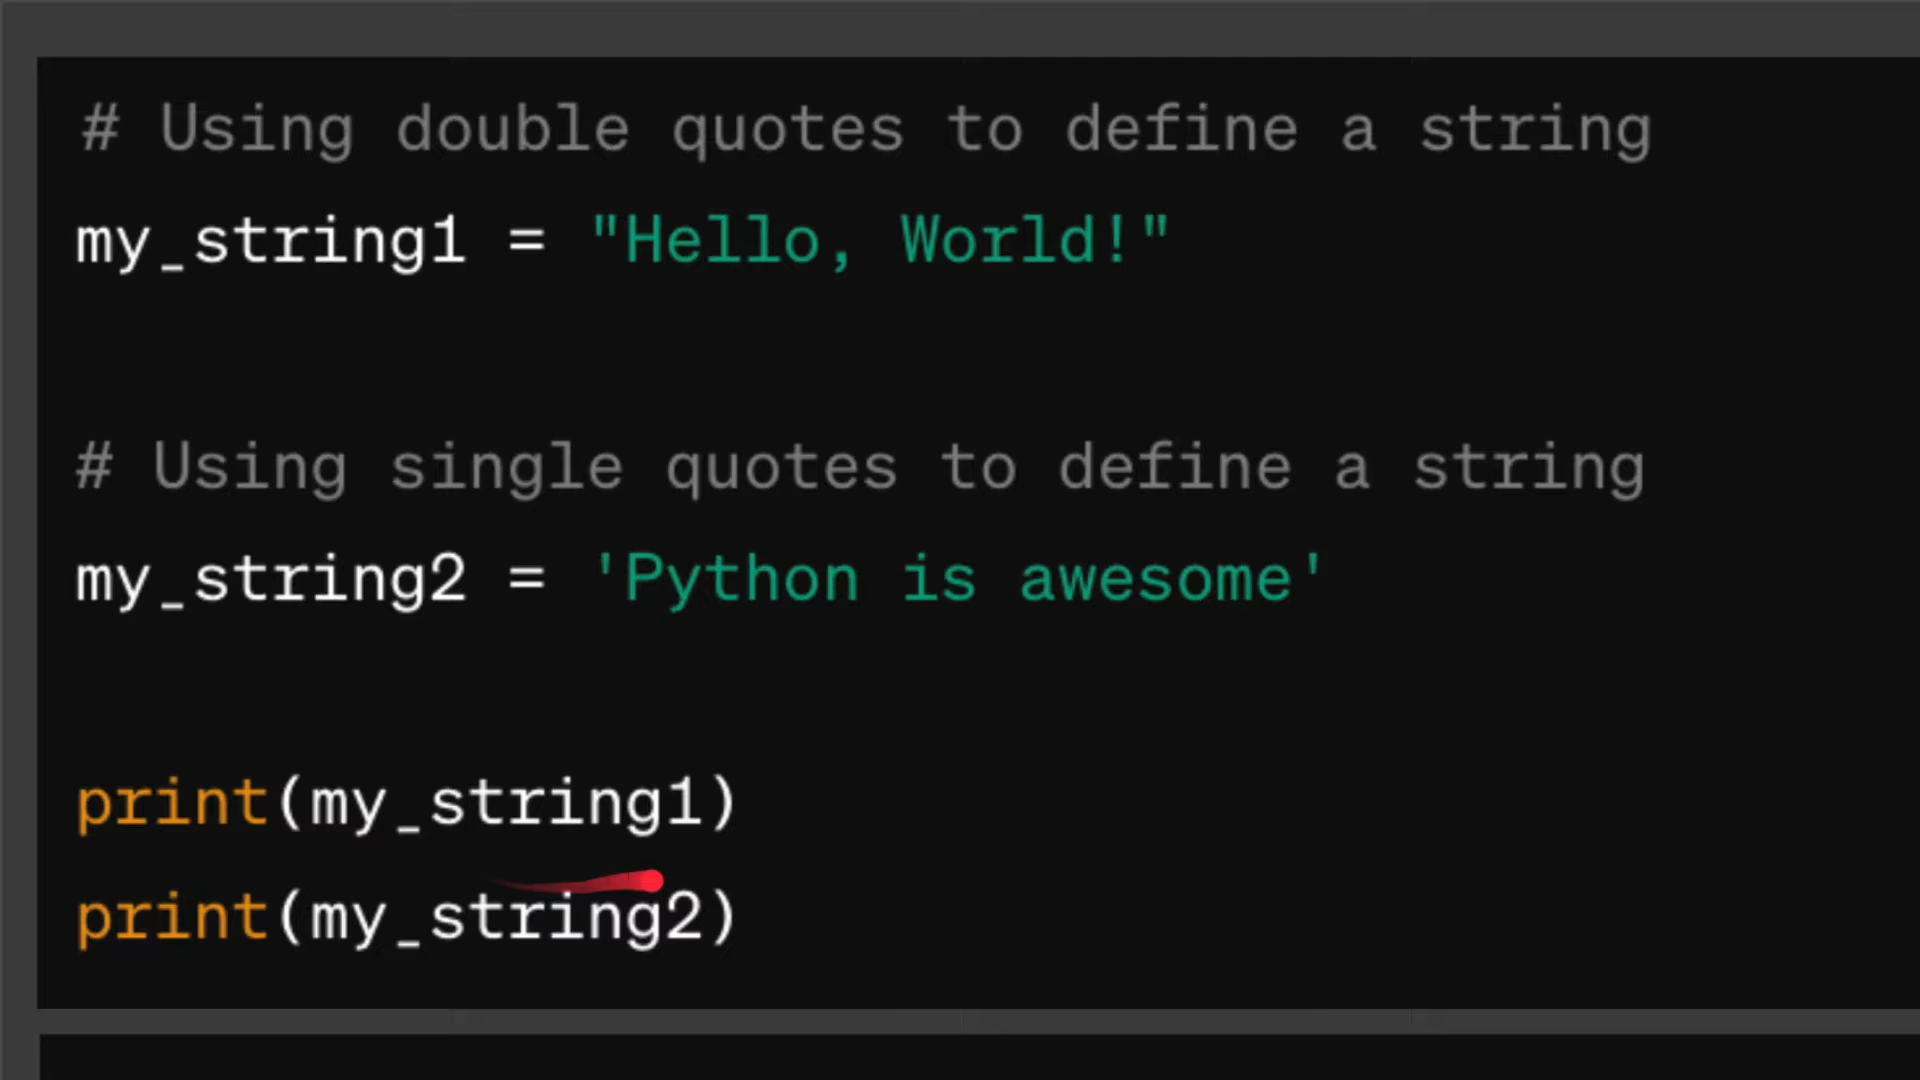 # Using double quotes to define a string
my_string1 = "Hello, World!"
# Using single quotes to define a string
my_string2 = 'Python is awesome'
print(my_string1)
print(my_string2)